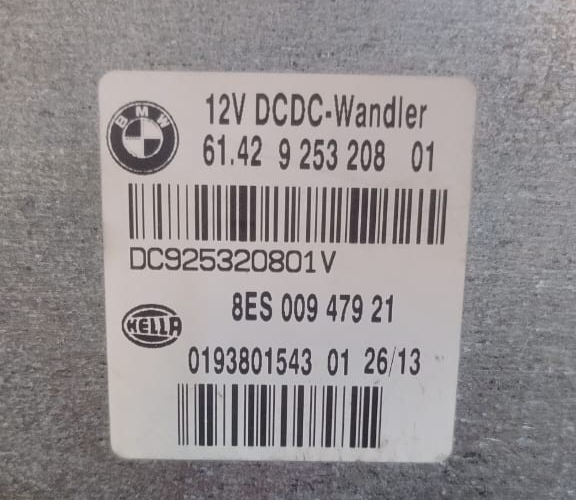 BMW
12V DCDC-Wandler
61.42 9 253 208 01
DC925320801V
8ES 009 479 21
HELLA
0193801543 01 26/13